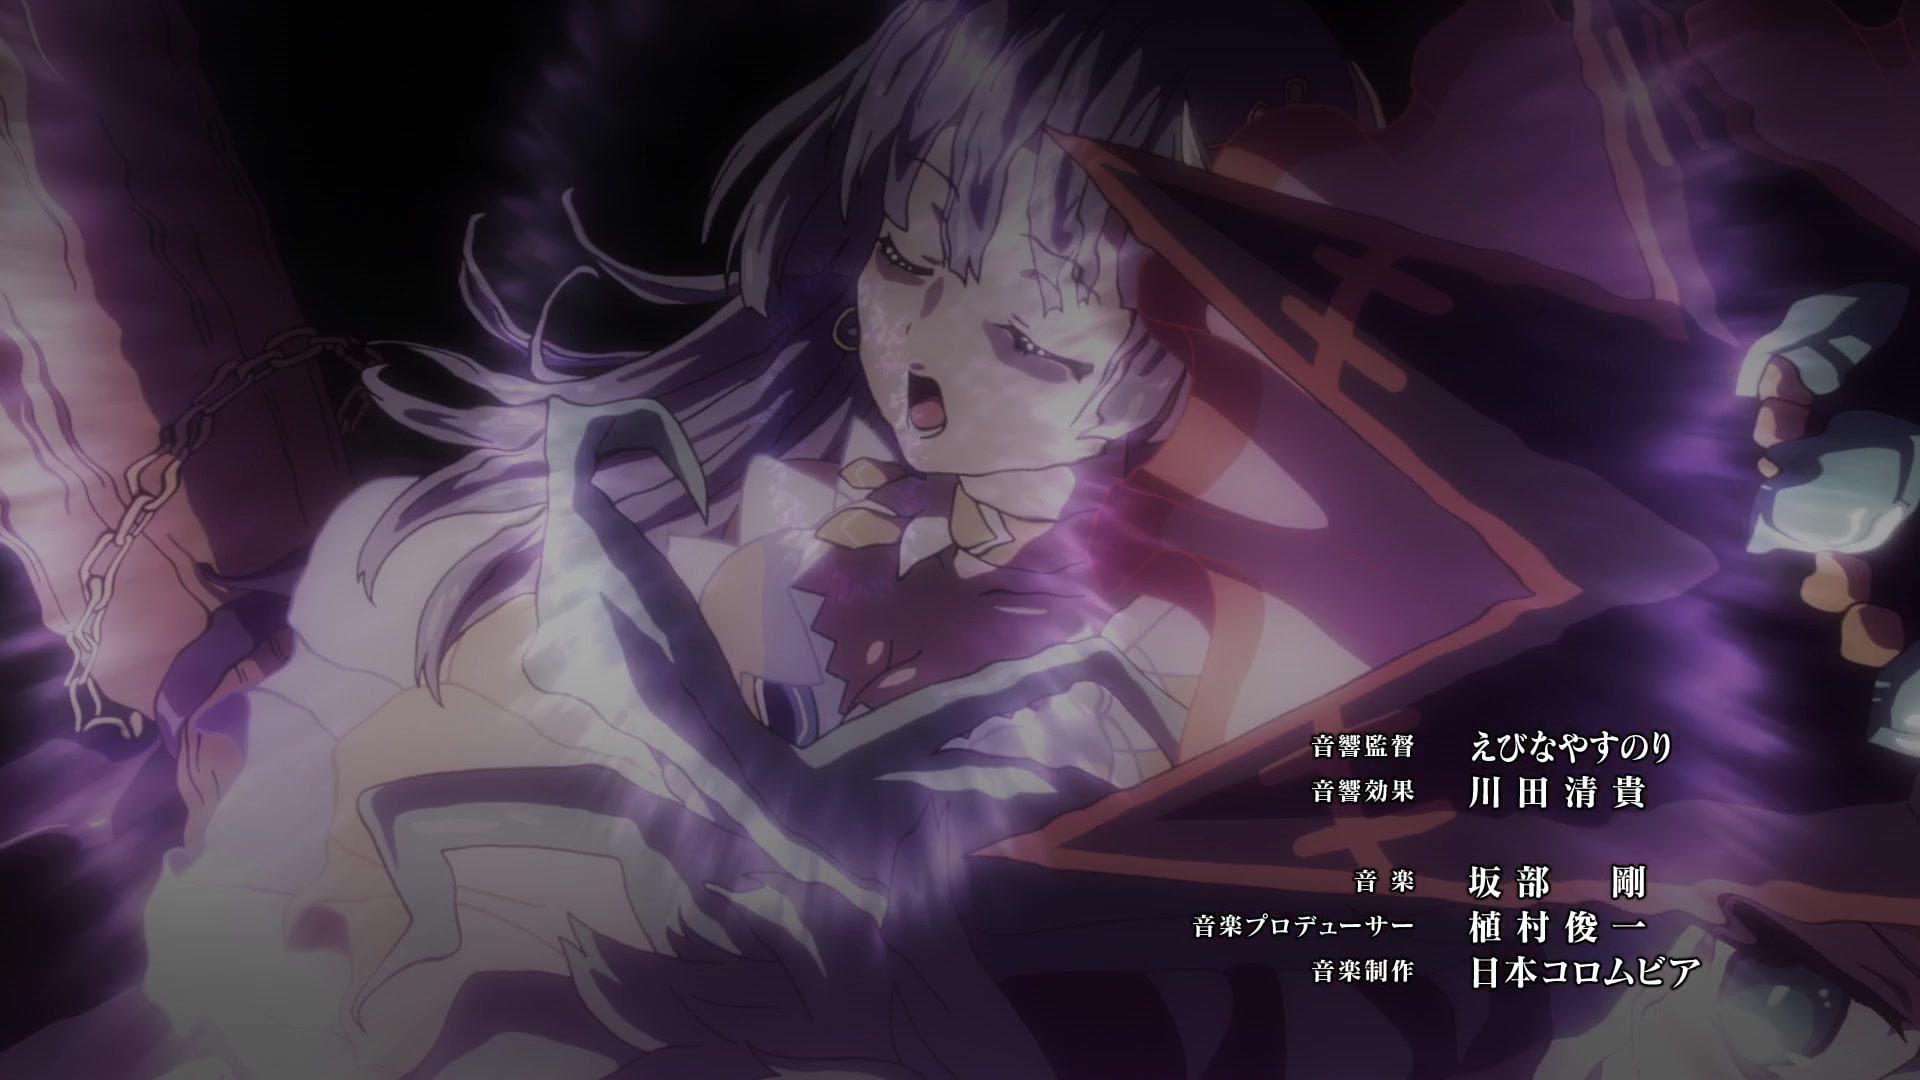 音響監督 えびなやすのり
音響効果 川田清貴
音楽 坂部 剛
音楽プロデューサー 植村俊一
音楽制作 日本コロムビア